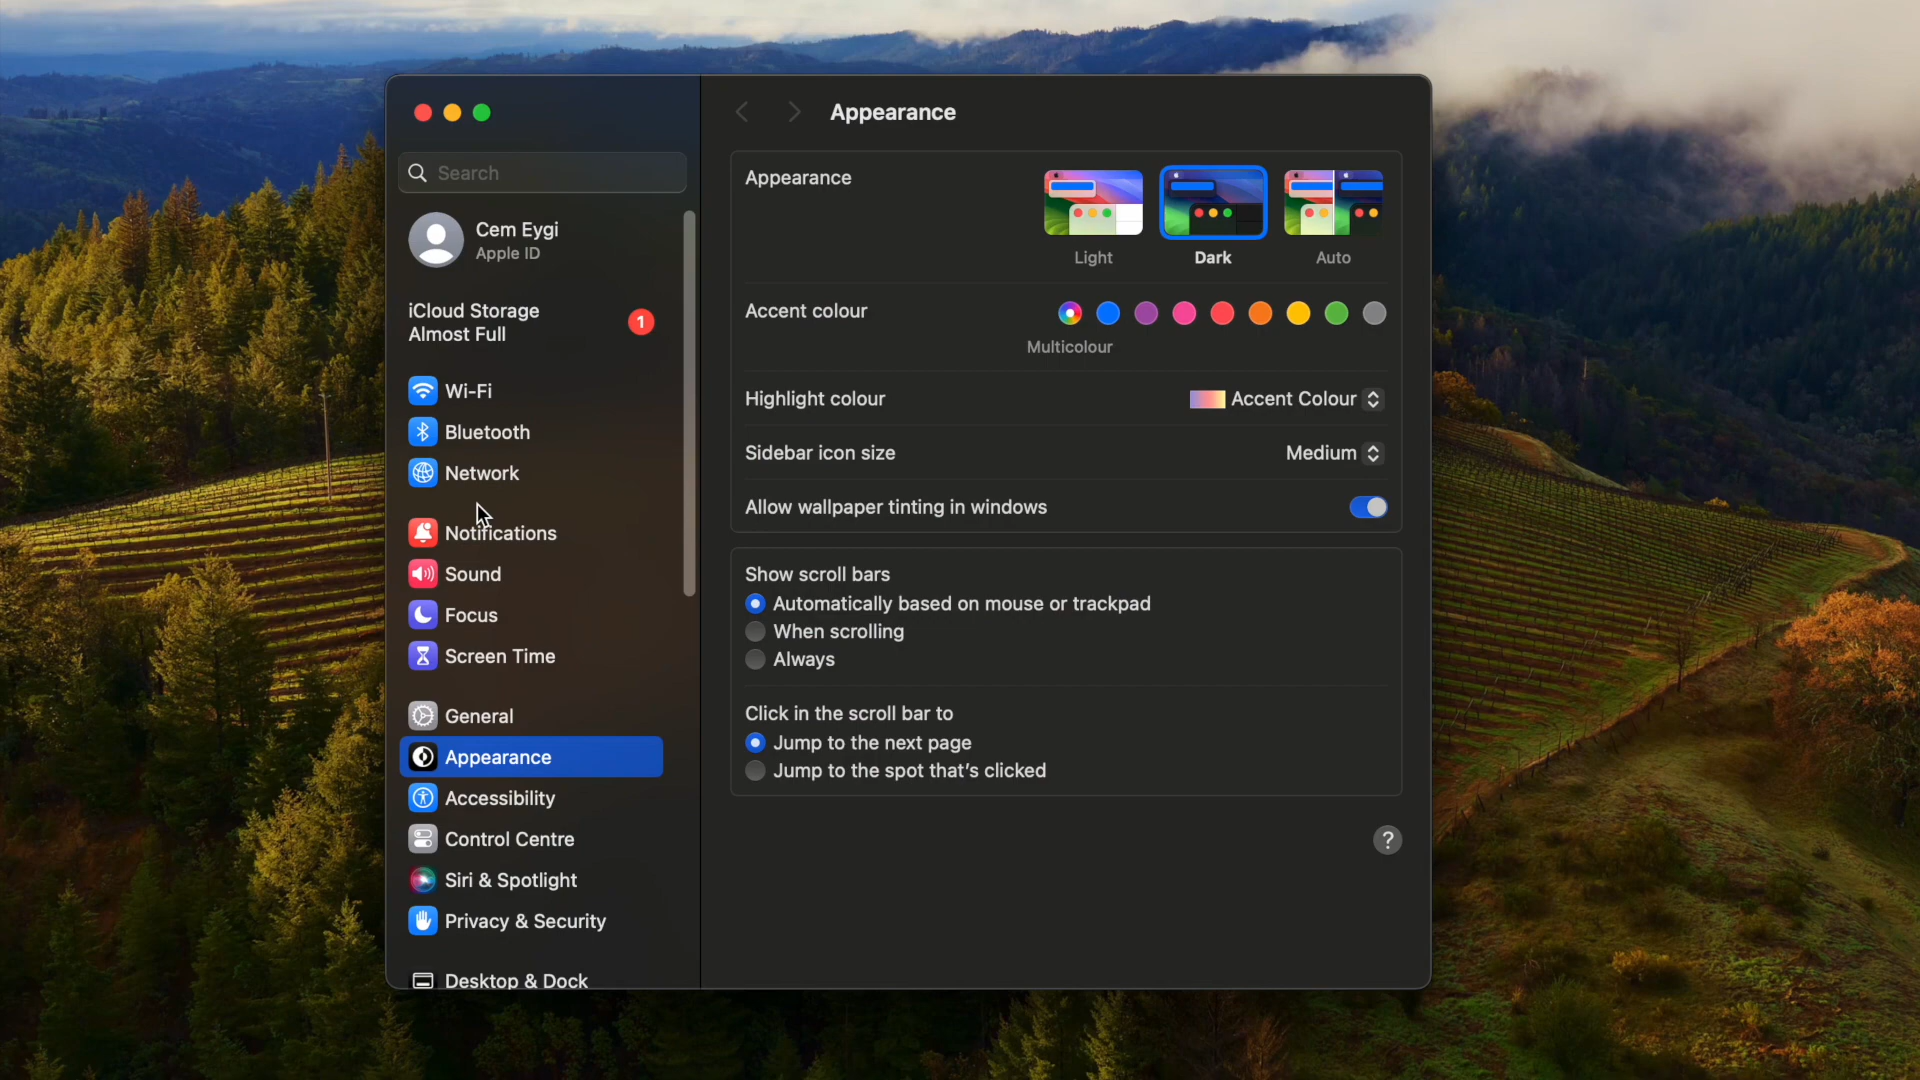 Search
Cem Eygi
Apple ID
iCloud Storage
Almost Full
1
Wi-Fi
Bluetooth
Network
Notifications
Sound
Focus
Screen Time
General
Appearance
Accessibility
Control Centre
Siri & Spotlight
Privacy & Security
Desktop & Dock
Appearance
Appearance
Light
Dark
Auto
Accent colour
Multicolour
Highlight colour
Accent Colour
Sidebar icon size
Medium
Allow wallpaper tinting in windows
Show scroll bars
Automatically based on mouse or trackpad
When scrolling
Always
Click in the scroll bar to
Jump to the next page
Jump to the spot that's clicked
?